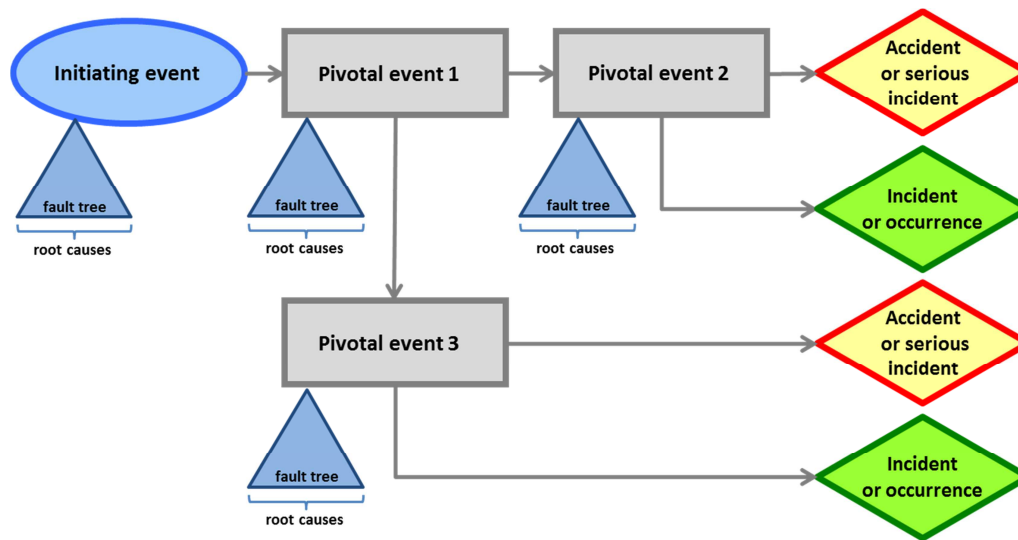 Initiating event
Pivotal event 1
Pivotal event 2
Accident
or serious
incident
fault tree
root causes
fault tree
root causes
fault tree
root causes
Incident
or occurrence
Pivotal event 3
Accident
or serious
incident
fault tree
root causes
Incident
or occurrence